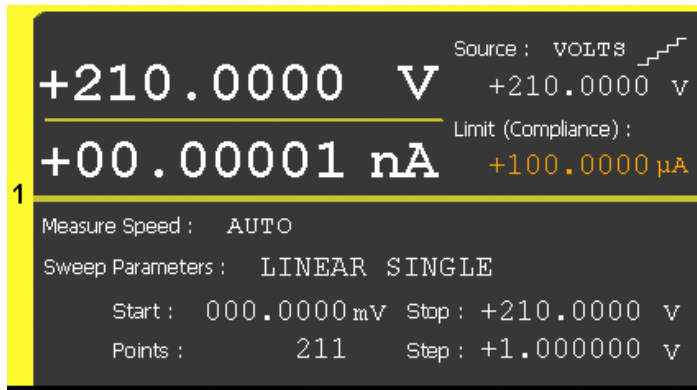 Source : VOLTS
+210.0000 V
+210.0000 V
Limit (Compliance) :
+00.00001 nA
+100.0000 µA
1
Measure Speed : AUTO
Sweep Parameters : LINEAR SINGLE
Start : 000.0000 mV Stop : +210.0000 V
Points : 211 Step : +1.000000 V